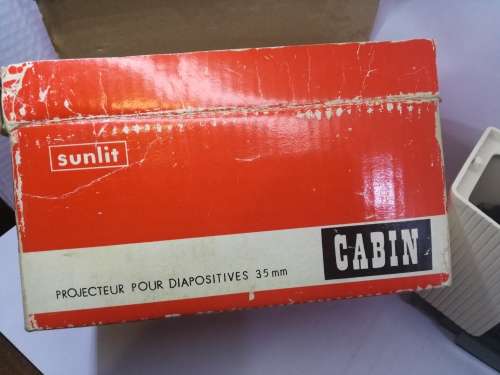 sunlit
PROJECTEUR POUR DIAPOSITIVES 35mm
CABIN